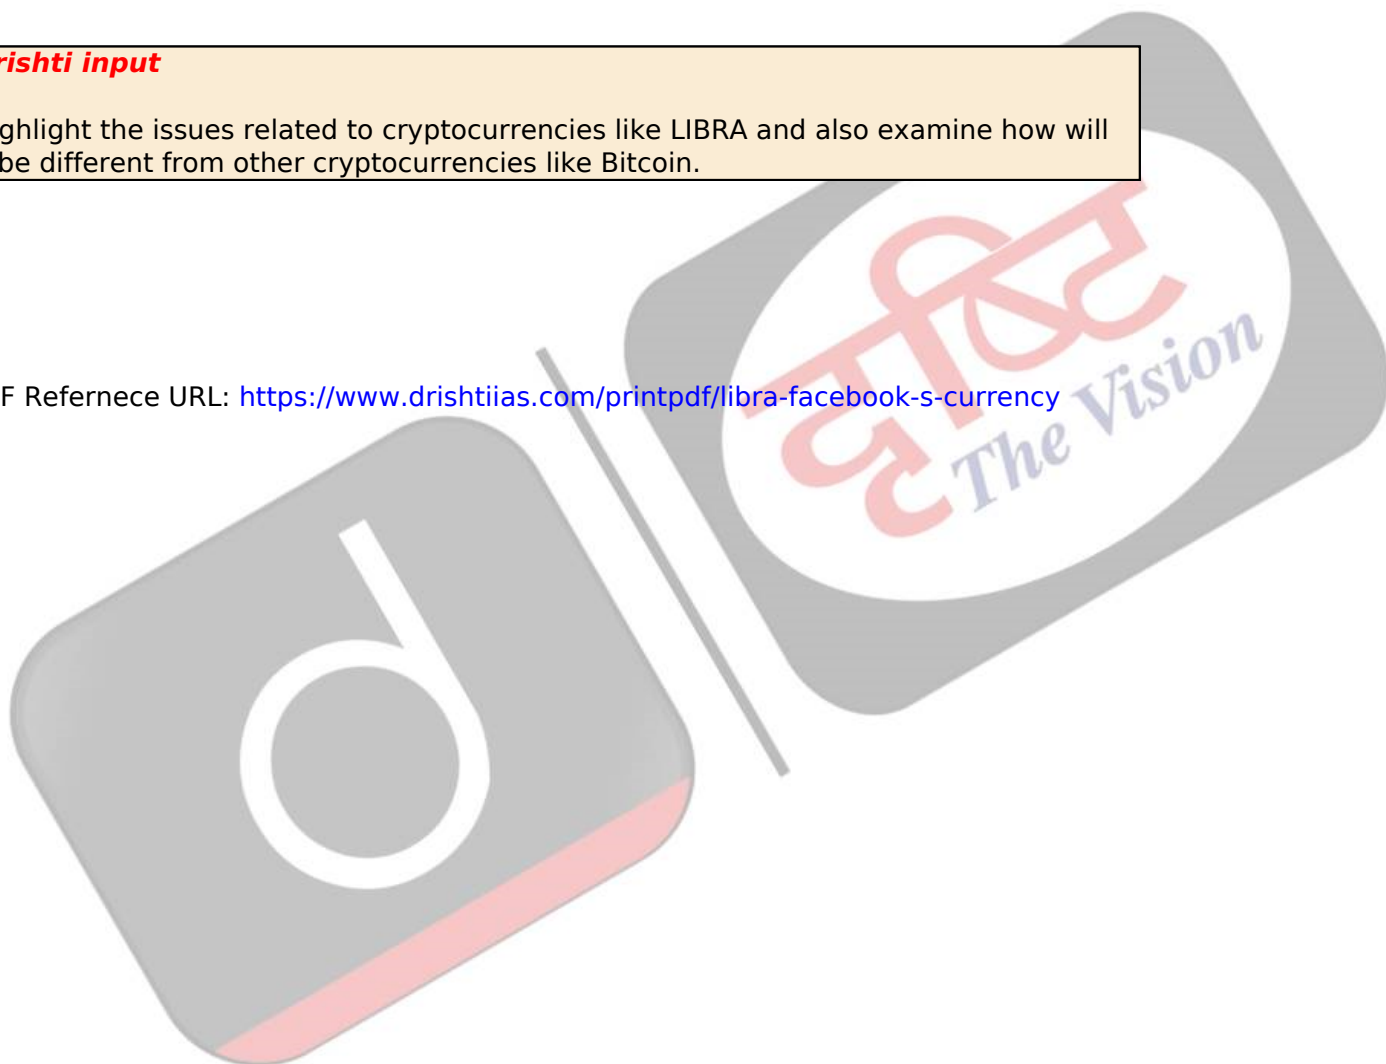 rishti input
ghlight the issues related to cryptocurrencies like LIBRA and also examine how will
be different from other cryptocurrencies like Bitcoin.
F Refernece URL: https://www.drishtiias.com/printpdf/libra-facebook-s-currency
दृष्टि
The Vision